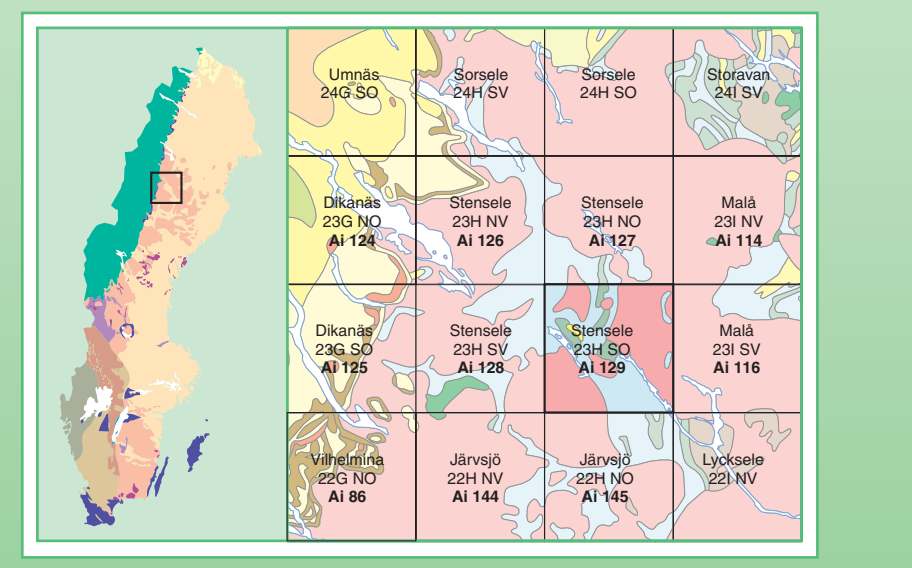 Umnäs
24G SO
Sorsele
24H SV
Sorsele
24H SO
Storavan
24I SV
Dikanäs
23G NO
Ai 124
Stensele
23H NV
Ai 126
Stensele
23H NO
Ai 127
Malå
23I NV
Ai 114
Dikanäs
23G SO
Ai 125
Stensele
23H SV
Ai 128
Stensele
23H SO
Ai 129
Malå
23I SV
Ai 116
Vilhelmina
22G NO
Ai 86
Järvsjö
22H NV
Ai 144
Järvsjö
22H NO
Ai 145
Lycksele
22I NV